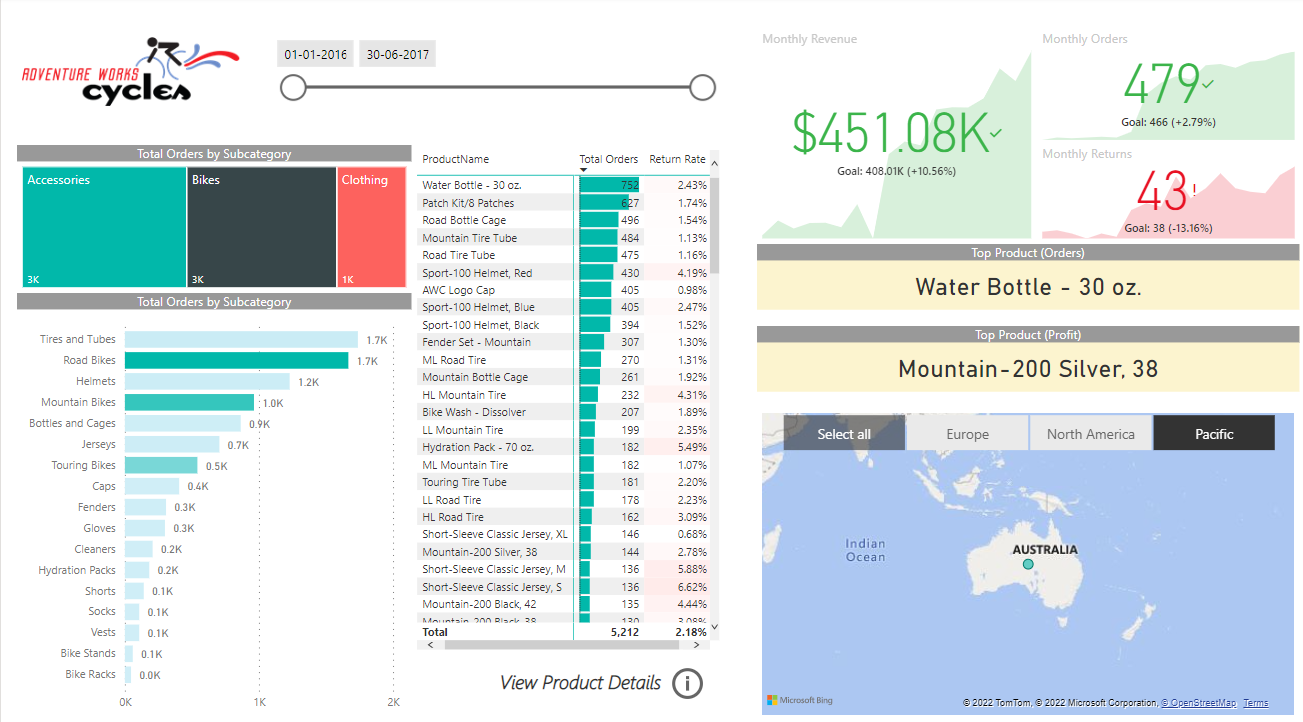 ADVENTURE WORKS
cycles
01-01-2016 30-06-2017
Total Orders by Subcategory
Accessories Bikes Clothing
3K 3K 1K
Total Orders by Subcategory
Tires and Tubes 1.7K
Road Bikes 1.7K
Helmets 1.2K
Mountain Bikes 1.0K
Bottles and Cages 0.9K
Jerseys 0.7K
Touring Bikes 0.5K
Caps 0.4K
Fenders 0.3K
Gloves 0.3K
Cleaners 0.2K
Hydration Packs 0.2K
Shorts 0.1K
Socks 0.1K
Vests 0.1K
Bike Stands 0.1K
Bike Racks 0.0K
0K 1K 2K
ProductName Total Orders Return Rate
Water Bottle - 30 oz. 752 2.43%
Patch Kit/8 Patches 627 1.74%
Road Bottle Cage 496 1.54%
Mountain Tire Tube 484 1.13%
Road Tire Tube 475 1.16%
Sport-100 Helmet, Red 430 4.19%
AWC Logo Cap 405 0.98%
Sport-100 Helmet, Blue 405 2.47%
Sport-100 Helmet, Black 394 1.52%
Fender Set - Mountain 307 1.30%
ML Road Tire 270 1.31%
Mountain Bottle Cage 261 1.92%
HL Mountain Tire 232 4.31%
Bike Wash - Dissolver 207 1.89%
LL Mountain Tire 199 2.35%
Hydration Pack - 70 oz. 182 5.49%
ML Mountain Tire 182 1.07%
Touring Tire Tube 181 2.20%
LL Road Tire 178 2.23%
HL Road Tire 162 3.09%
Short-Sleeve Classic Jersey, XL 146 0.68%
Mountain-200 Silver, 38 144 2.78%
Short-Sleeve Classic Jersey, M 136 5.88%
Short-Sleeve Classic Jersey, S 136 6.62%
Mountain-200 Black, 42 135 4.44%
Mountain-200 Black, 38 130 3.08%
Total 5,212 2.18%
View Product Details i
Monthly Revenue
$451.08K
Goal: 408.01K (+10.56%)
Monthly Orders
479
Goal: 466 (+2.79%)
Monthly Returns
43!
Goal: 38 (-13.16%)
Top Product (Orders)
Water Bottle - 30 oz.
Top Product (Profit)
Mountain-200 Silver, 38
Select all Europe North America Pacific
Indian
Ocean
AUSTRALIA
Microsoft Bing
© 2022 TomTom, © 2022 Microsoft Corporation, © OpenStreetMap Terms